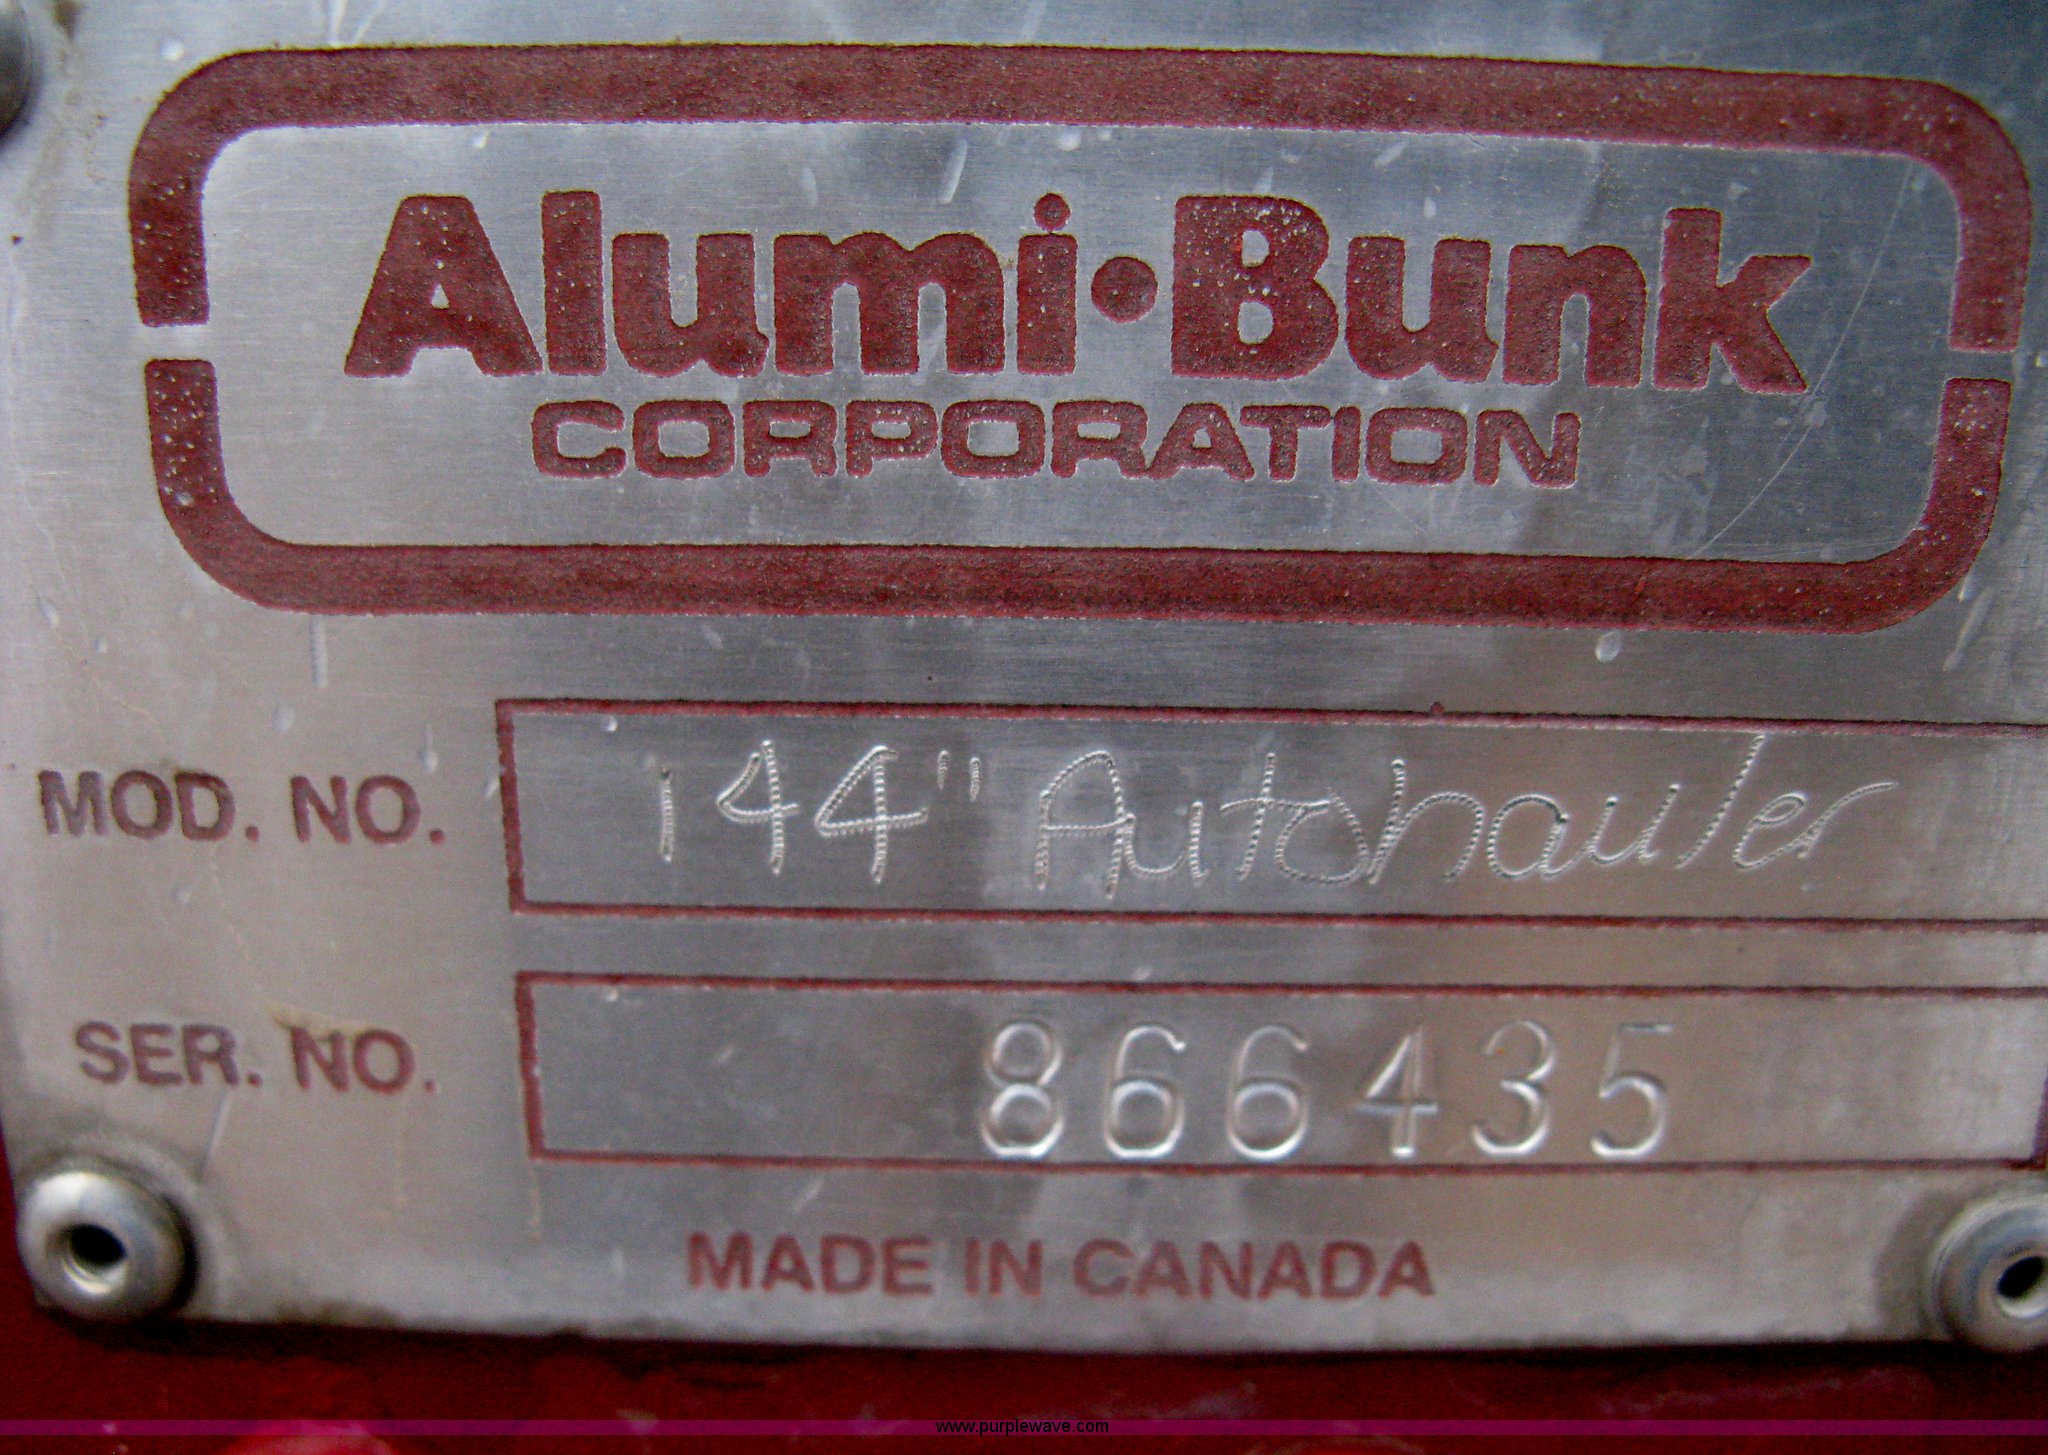 Alumi·Bunk
CORPORATION
MOD. NO. 144" Autohauler
SER. NO. 866435
MADE IN CANADA
www.purplewave.com